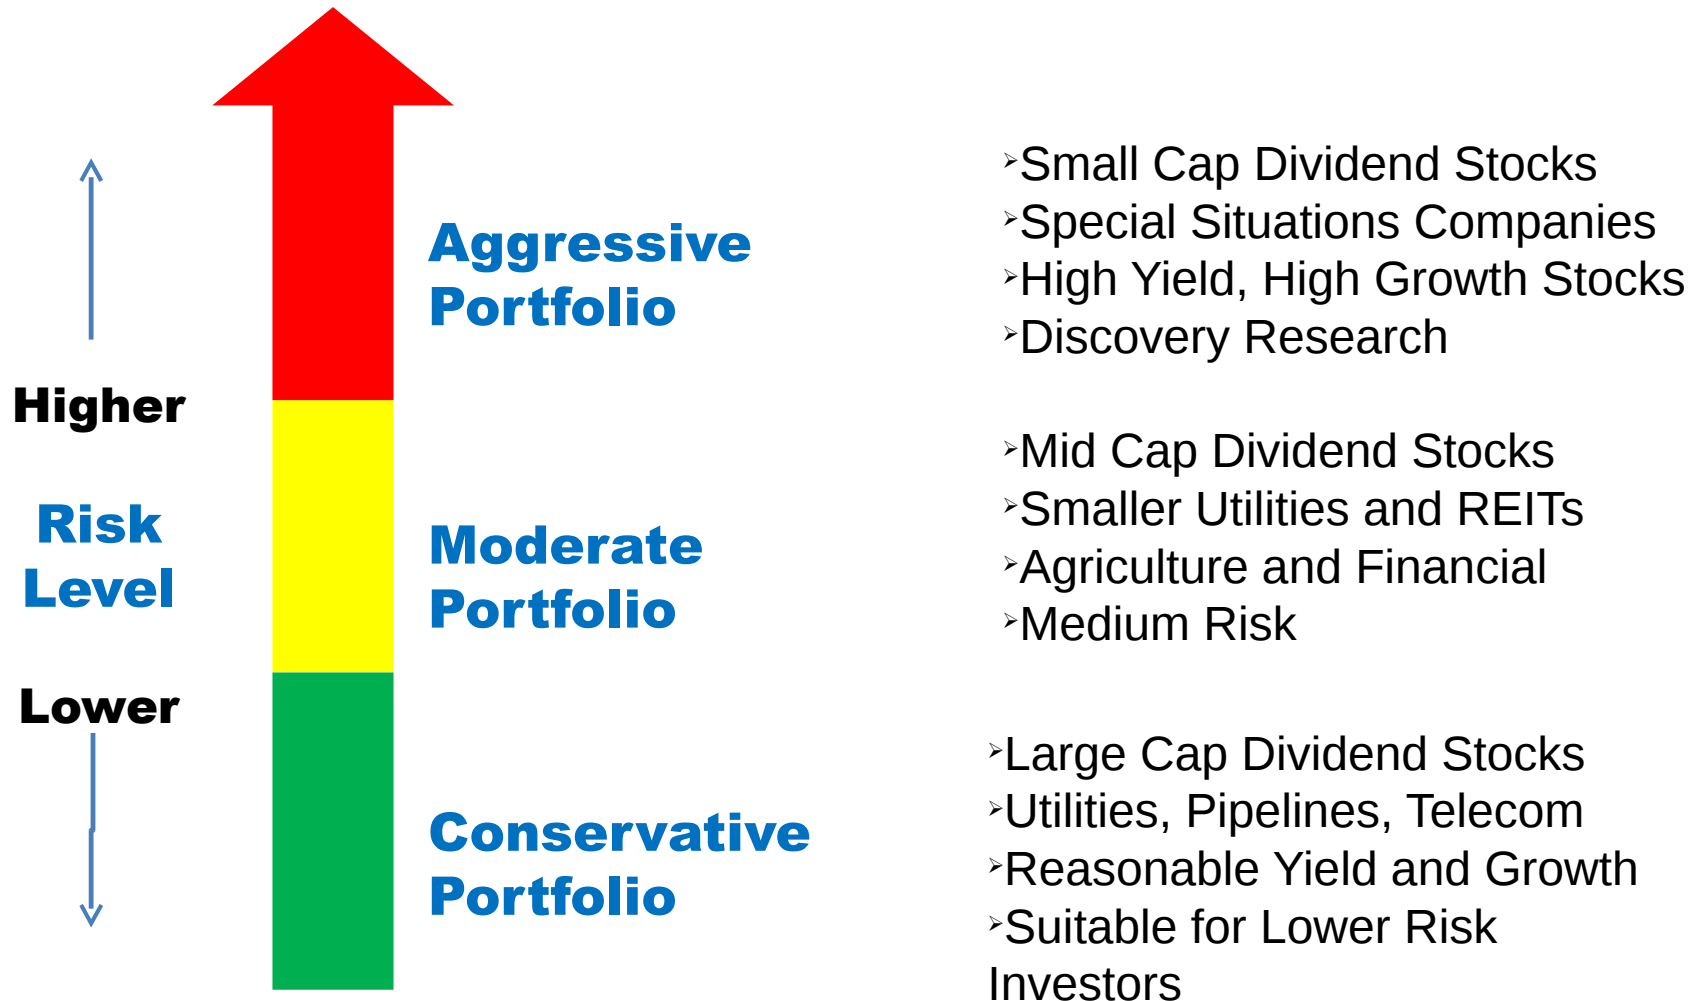 Higher
Risk
Level
Lower
Aggressive
Portfolio
➢Small Cap Dividend Stocks
➢Special Situations Companies
➢High Yield, High Growth Stocks
➢Discovery Research
Moderate
Portfolio
➢Mid Cap Dividend Stocks
➢Smaller Utilities and REITs
➢Agriculture and Financial
➢Medium Risk
Conservative
Portfolio
➢Large Cap Dividend Stocks
➢Utilities, Pipelines, Telecom
➢Reasonable Yield and Growth
➢Suitable for Lower Risk
Investors